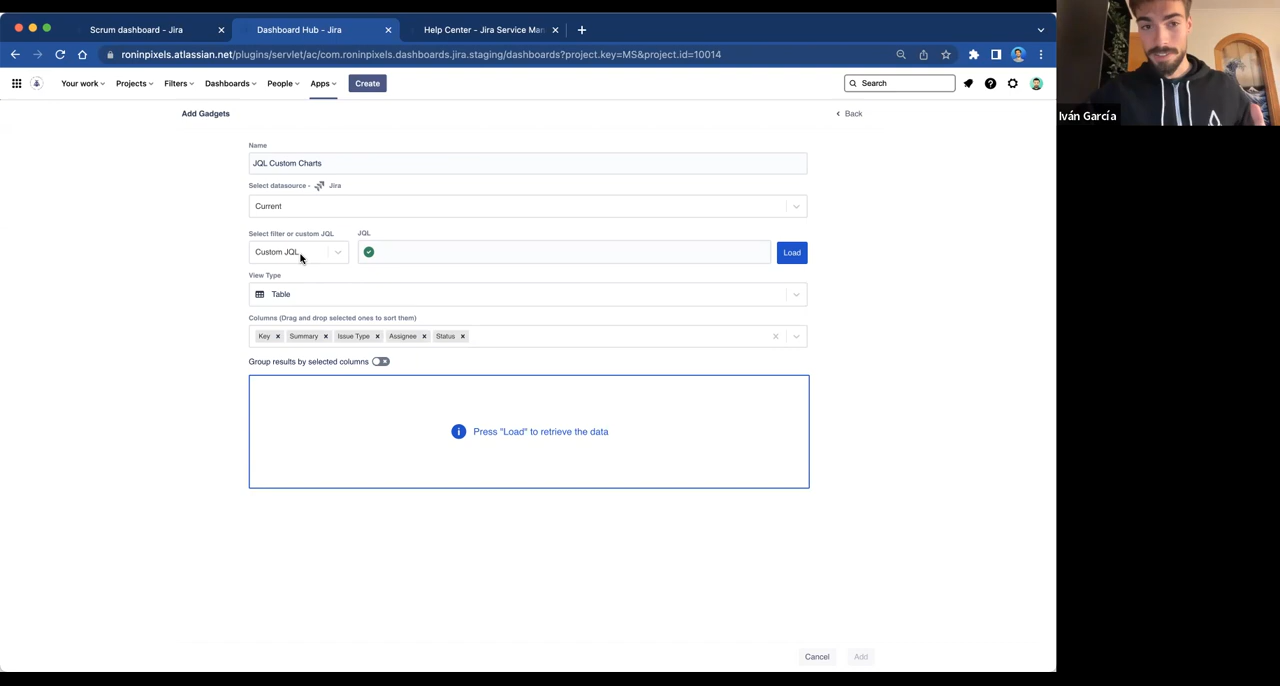 Scrum dashboard - Jira
Dashboard Hub - Jira
Help Center - Jira Service Man
roninpixels.atlassian.net/plugins/servlet/ac/com.roninpixels.dashboards.jira.staging/dashboards?project.key=MS&project.id=10014
Your work Projects Filters Dashboards People Apps Create Search
Add Gadgets
Back
Name
JQL Custom Charts
Select datasource - Jira
Current
Select filter or custom JQL
JQL
Custom JQL
Load
View Type
Table
Columns (Drag and drop selected ones to sort them)
Key Summary Issue Type Assignee Status
Group results by selected columns
Press "Load" to retrieve the data
Cancel
Add
Iván García